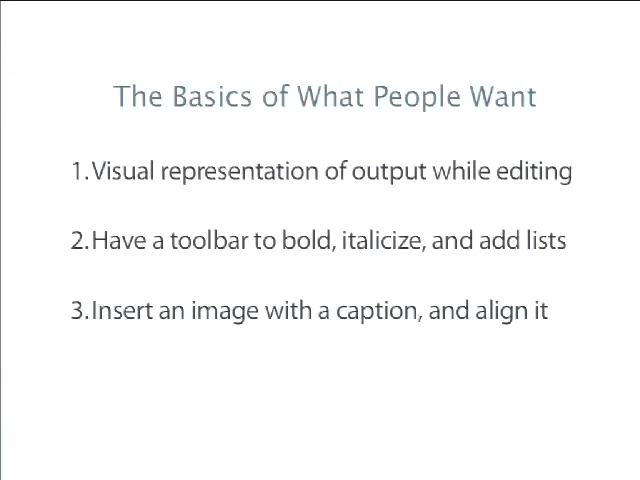 The Basics of What People Want
1. Visual representation of output while editing
2. Have a toolbar to bold, italicize, and add lists
3. Insert an image with a caption, and align it